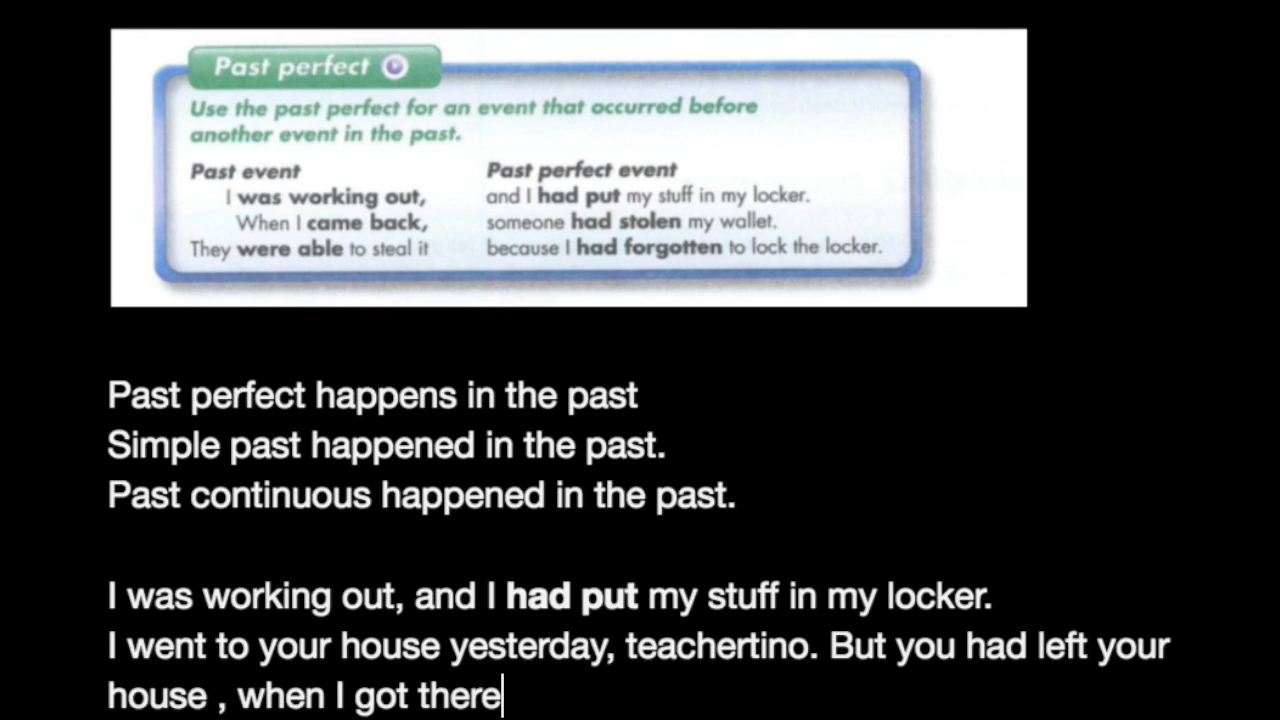 Past perfect
Use the past perfect for an event that occurred before
another event in the past.
Past event Past perfect event
I was working out, and I had put my stuff in my locker.
When I came back, someone had stolen my wallet.
They were able to steal it because I had forgotten to lock the locker.
Past perfect happens in the past
Simple past happened in the past.
Past continuous happened in the past.
I was working out, and I had put my stuff in my locker.
I went to your house yesterday, teachertino. But you had left your
house , when I got there